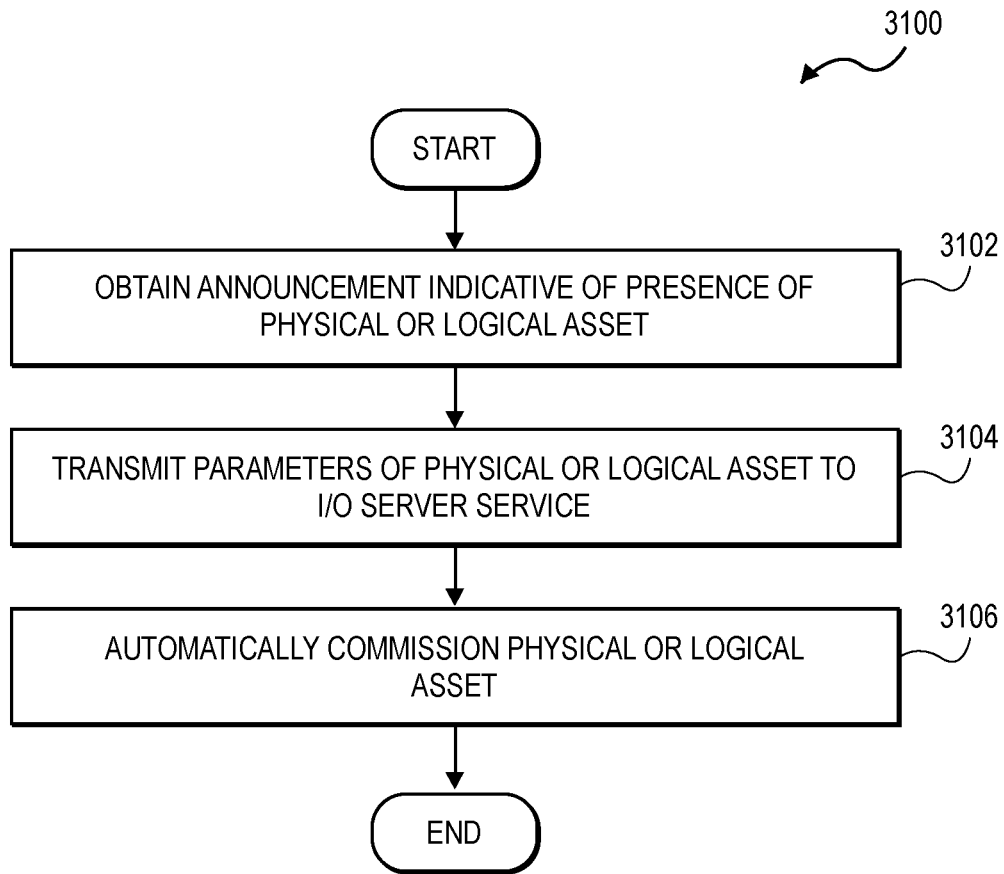 3100
START
3102
OBTAIN ANNOUNCEMENT INDICATIVE OF PRESENCE OF
PHYSICAL OR LOGICAL ASSET
3104
TRANSMIT PARAMETERS OF PHYSICAL OR LOGICAL ASSET TO
I/O SERVER SERVICE
3106
AUTOMATICALLY COMMISSION PHYSICAL OR LOGICAL
ASSET
END